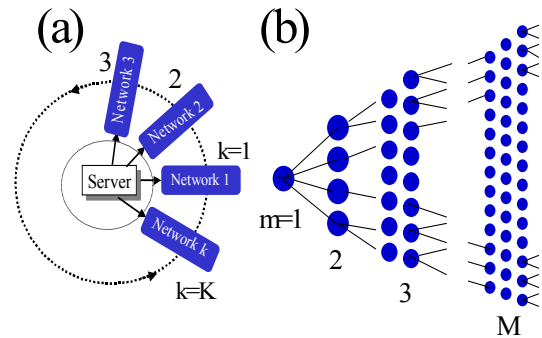 (a)
(b)
3
2
Network 3
Network 2
k=1
Server
Network 1
Network k
k=K
m=1
2
3
M